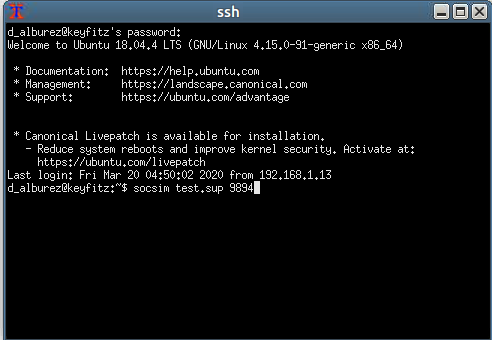 ssh
d_alburez@keyfitz's password:
Welcome to Ubuntu 18.04.4 LTS (GNU/Linux 4.15.0-91-generic x86_64)
* Documentation:  https://help.ubuntu.com
* Management:     https://landscape.canonical.com
* Support:        https://ubuntu.com/advantage
* Canonical Livepatch is available for installation.
- Reduce system reboots and improve kernel security. Activate at:
https://ubuntu.com/livepatch
Last login: Fri Mar 20 04:50:02 2020 from 192.168.1.13
d_alburez@keyfitz:~$ socsim test.sup 9894